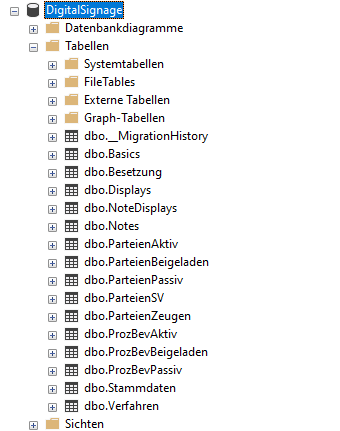 DigitalSignage
Datenbankdiagramme
Tabellen
Systemtabellen
FileTables
Externe Tabellen
Graph-Tabellen
dbo.__MigrationHistory
dbo.Basics
dbo.Besetzung
dbo.Displays
dbo.NoteDisplays
dbo.Notes
dbo.ParteienAktiv
dbo.ParteienBeigeladen
dbo.ParteienPassiv
dbo.ParteienSV
dbo.ParteienZeugen
dbo.ProzBevAktiv
dbo.ProzBevBeigeladen
dbo.ProzBevPassiv
dbo.Stammdaten
dbo.Verfahren
Sichten